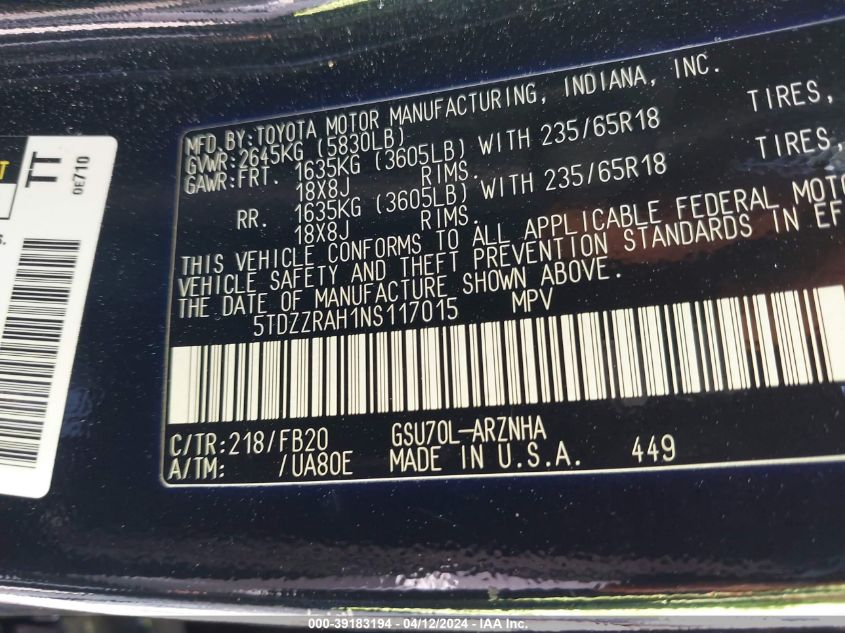 MFD.BY:TOYOTA MOTOR MANUFACTURING, INDIANA, INC.
GVWR:2645KG (5830LB)
GAWR:FRT. 1635KG (3605LB) WITH 235/65R18 TIRES,
18X8J RIMS.
RR. 1635KG (3605LB) WITH 235/65R18 TIRES,
18X8J RIMS.
THIS VEHICLE CONFORMS TO ALL APPLICABLE FEDERAL MOTO
VEHICLE SAFETY AND THEFT PREVENTION STANDARDS IN EF
THE DATE OF MANUFACTURE SHOWN ABOVE.
5TDZZRAH1NS117015 MPV
C/TR:218/FB20 GSU70L-ARZNHA
A/TM: /UA80E MADE IN U.S.A. 449
TT
0E710
T
S.
000-39183194 - 04/12/2024 - IAAI, Inc.